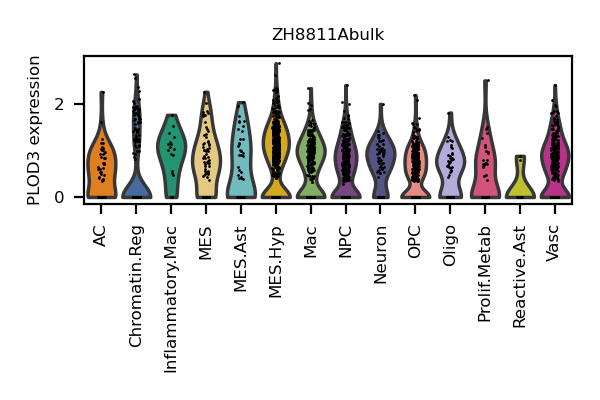 ZH8811Abulk
PLOD3 expression
2
0
AC
Chromatin.Reg
Inflammatory.Mac
MES
MES.Ast
MES.Hyp
Mac
NPC
Neuron
OPC
Oligo
Prolif.Metab
Reactive.Ast
Vasc